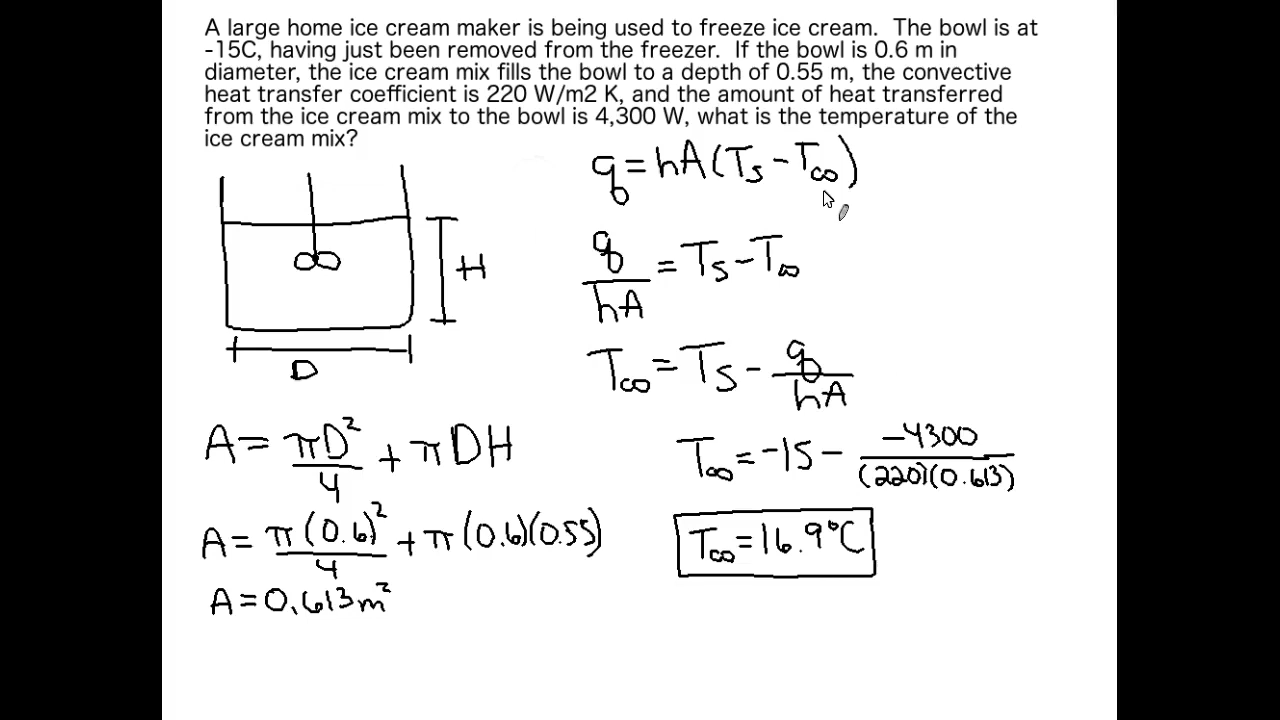 A large home ice cream maker is being used to freeze ice cream.  The bowl is at
-15C, having just been removed from the freezer.  If the bowl is 0.6 m in
diameter, the ice cream mix fills the bowl to a depth of 0.55 m, the convective
heat transfer coefficient is 220 W/m2 K, and the amount of heat transferred
from the ice cream mix to the bowl is 4,300 W, what is the temperature of the
ice cream mix?
q = hA(Ts - T∞)
q/hA = Ts - T∞
T∞ = Ts - q/hA
T∞ = -15 - -4300/(220)(0.613)
T∞ = 16.9°C
H
D
A = πD²/4 + πDH
A = π(0.6)²/4 + π(0.6)(0.55)
A = 0.613m²